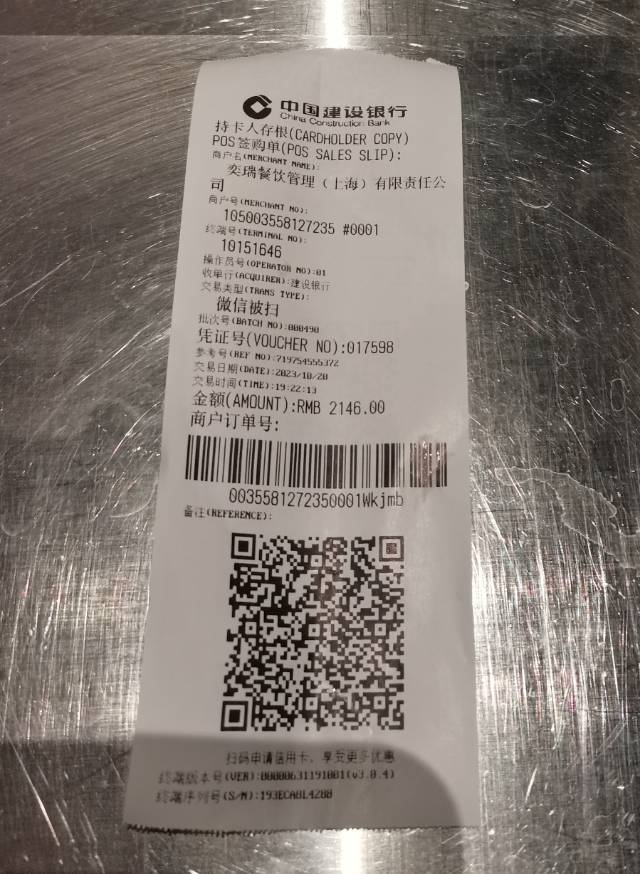 中国建设银行
China Construction Bank
持卡人存根(CARDHOLDER COPY)
POS签购单(POS SALES SLIP):
商户名(MERCHANT NAME):
奕瑞餐饮管理（上海）有限责任公
司
商户号(MERCHANT NO):
105003558127235 #0001
终端号(TERMINAL NO):
10151646
操作员号(OPERATOR NO):01
收单行(ACQUIRER):建设银行
交易类型(TRANS TYPE):
微信被扫
批次号(BATCH NO):000490
凭证号(VOUCHER NO):017598
参考号(REF NO):719754555372
交易日期(DATE):2023/10/20
交易时间(TIME):19:22:13
金额(AMOUNT):RMB 2146.00
商户订单号:
0035581272350001Wkjmb
备注(REFERENCE):
扫码申请信用卡，享受更多优惠
终端版本号(VER):00000631191001(v3.0.4)
终端序列号(S/N):193ECA8L4288